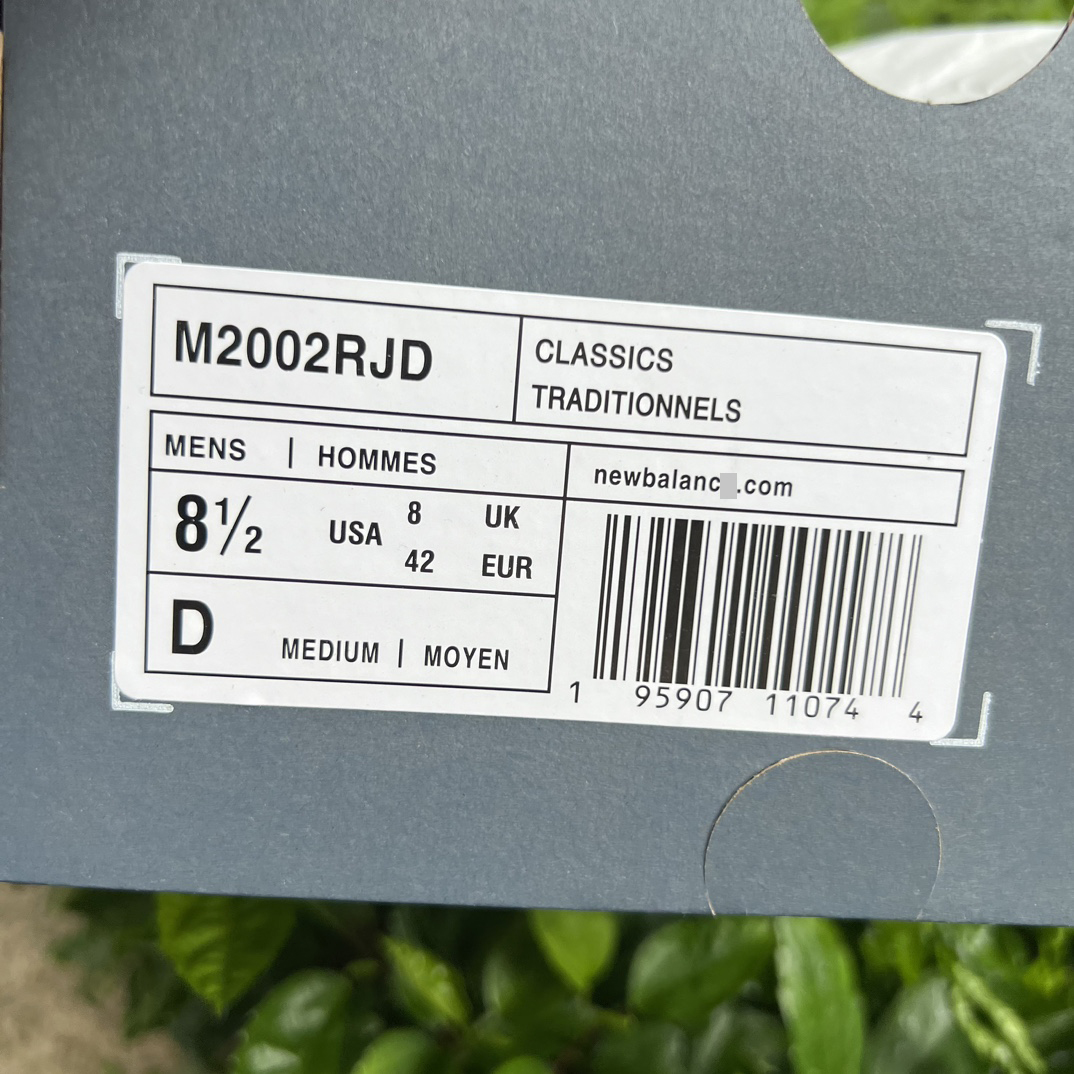 M2002RJD
CLASSICS
TRADITIONNELS
MENS | HOMMES
newbalanc .com
8½ USA 8 UK
42 EUR
D MEDIUM | MOYEN
1 95907 11074 4